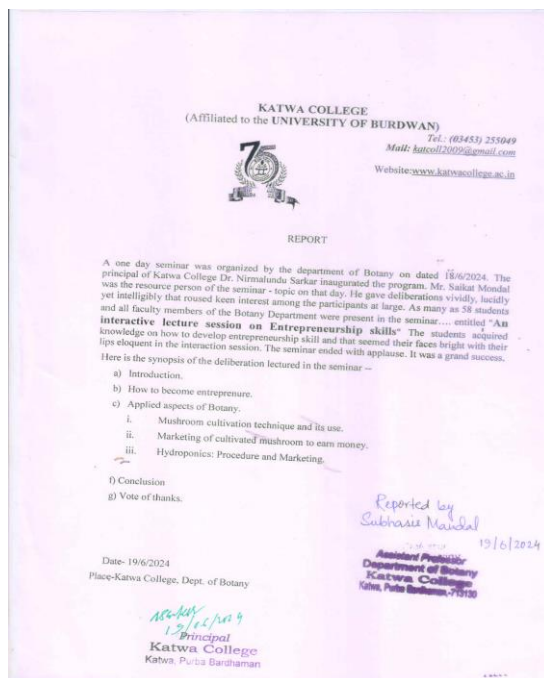 KATWA COLLEGE
(Affiliated to the UNIVERSITY OF BURDWAN)
Tel.: (03453) 255049
Mail: katcoll2009@gmail.com
Website:www.katwacollege.ac.in
75
REPORT
A one day seminar was organized by the department of Botany on dated 18/6/2024. The
principal of Katwa College Dr. Nirmalundu Sarkar inaugurated the program. Mr. Saikat Mondal
was the resource person of the seminar - topic on that day. He gave deliberations vividly, lucidly
yet intelligibly that roused keen interest among the participants at large. As many as 58 students
and all faculty members of the Botany Department were present in the seminar.... entitled "An
interactive lecture session on Entrepreneurship skills" The students acquired
knowledge on how to develop entrepreneurship skill and that seemed their faces bright with their
lips eloquent in the interaction session. The seminar ended with applause. It was a grand success.
Here is the synopsis of the deliberation lectured in the seminar --
a) Introduction.
b) How to become entreprenure.
c) Applied aspects of Botany.
i. Mushroom cultivation technique and its use.
ii. Marketing of cultivated mushroom to earn money.
iii. Hydroponics: Procedure and Marketing.
f) Conclusion
g) Vote of thanks.
Reported by
Subhasis Mandal
19/6/2024
Assistant Professor
Department of Botany
Katwa College
Katwa, Purba Bardhaman,-713130
Date- 19/6/2024
Place-Katwa College, Dept. of Botany
19/06/2024
Principal
Katwa College
Katwa, Purba Bardhaman